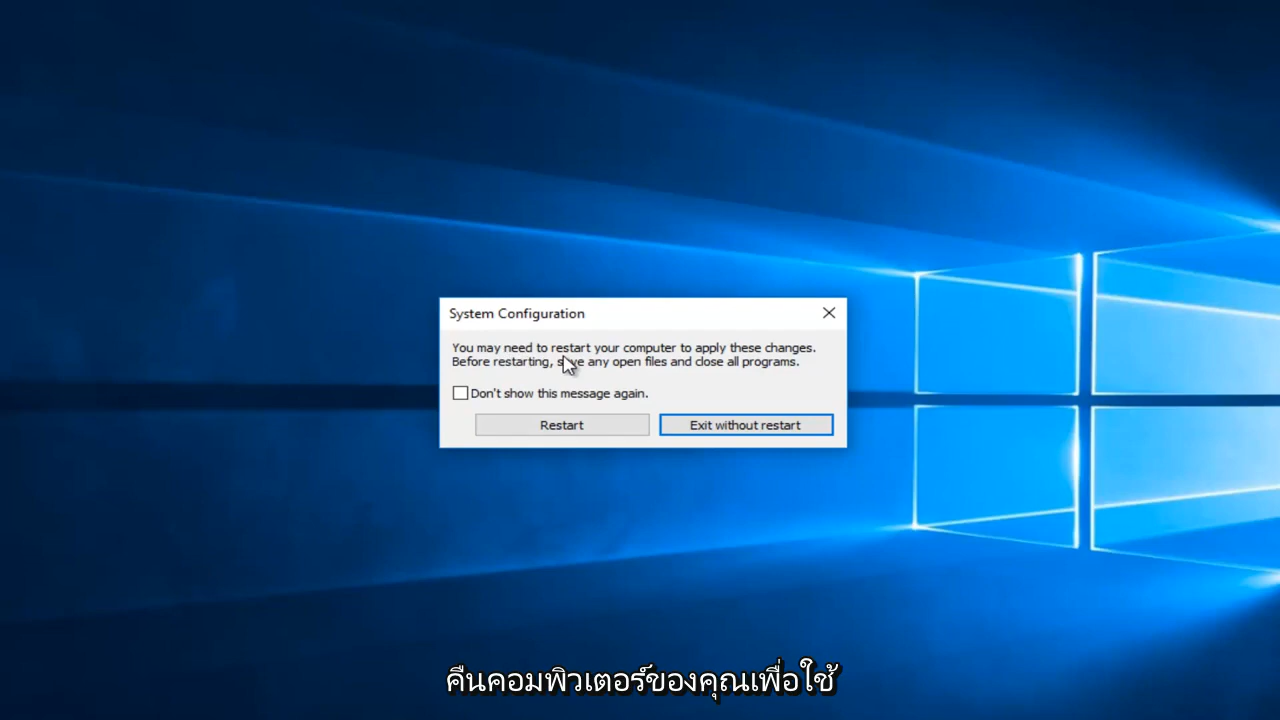 System Configuration
You may need to restart your computer to apply these changes.
Before restarting, save any open files and close all programs.
Don't show this message again.
Restart
Exit without restart
คืนคอมพิวเตอร์ของคุณเพื่อใช้